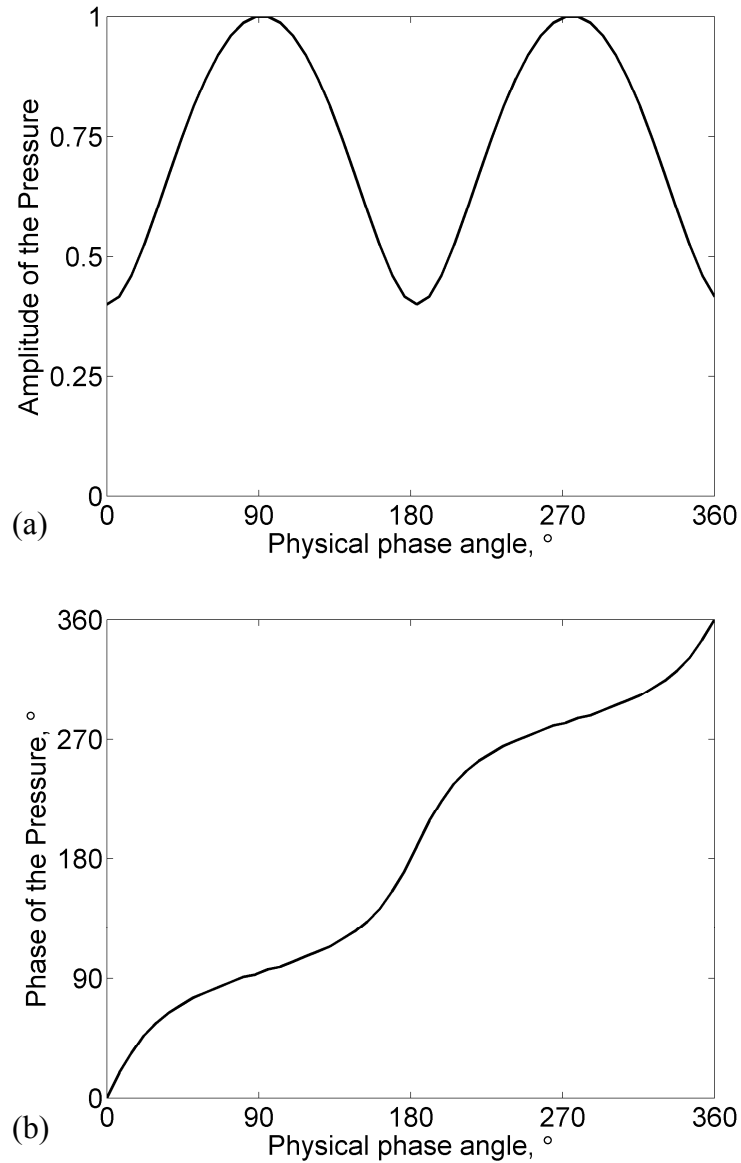 1
0.75
0.5
0.25
0
Amplitude of the Pressure
0 90 180 270 360
Physical phase angle, °
(a)
360
270
180
90
0
Phase of the Pressure, °
0 90 180 270 360
Physical phase angle, °
(b)